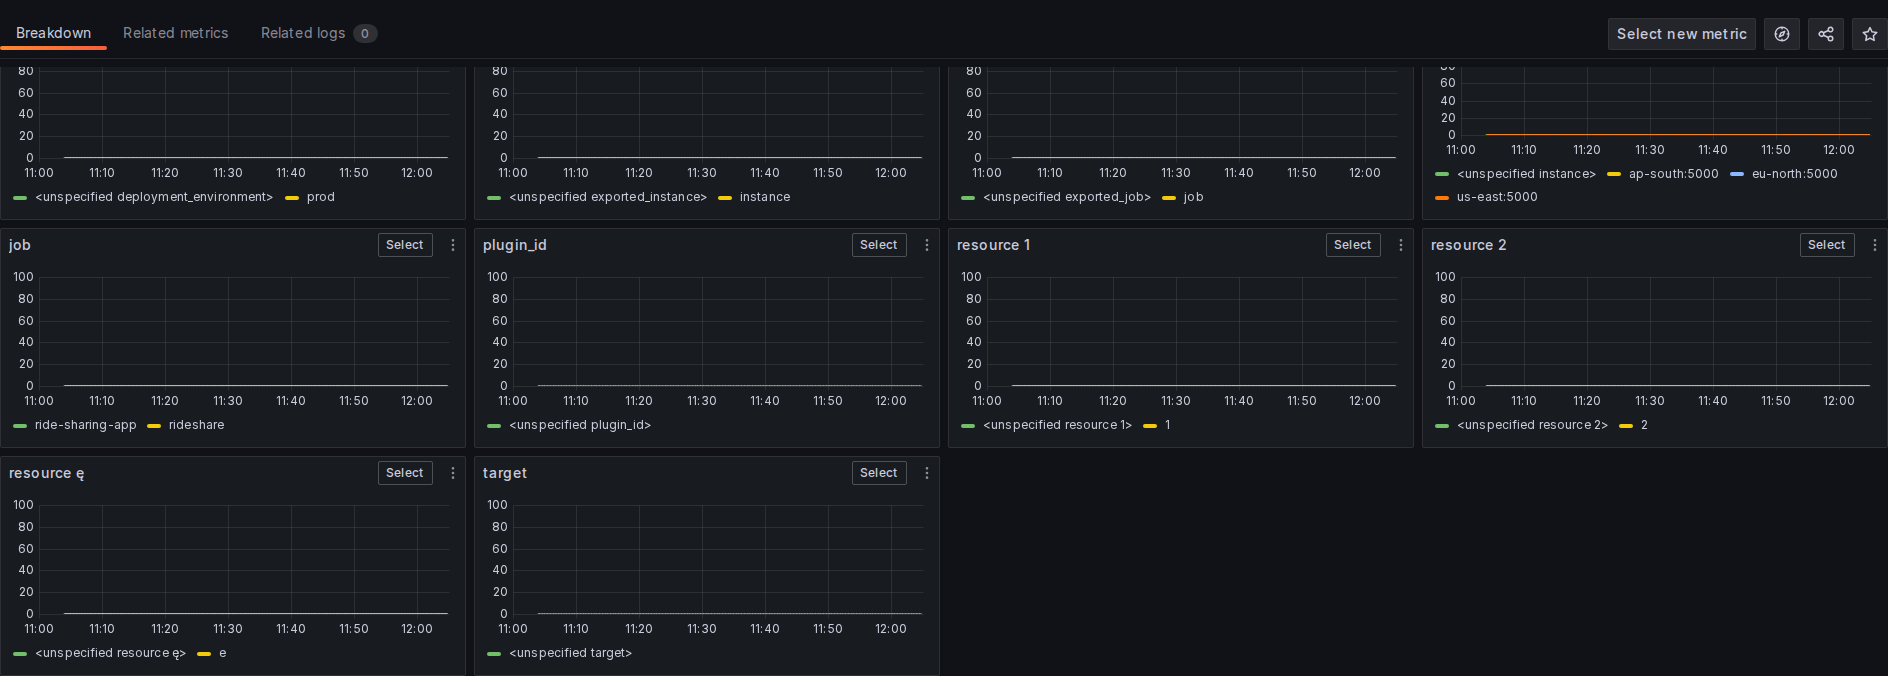 Breakdown Related metrics Related logs 0 Select new metric
80 80 80 80
60 60 60 60
40 40 40 40
20 20 20 20
0 0 0 0
11:00 11:10 11:20 11:30 11:40 11:50 12:00 11:00 11:10 11:20 11:30 11:40 11:50 12:00 11:00 11:10 11:20 11:30 11:40 11:50 12:00 11:00 11:10 11:20 11:30 11:40 11:50 12:00
<unspecified deployment_environment> prod <unspecified exported_instance> instance <unspecified exported_job> job <unspecified instance> ap-south:5000 eu-north:5000
us-east:5000
job Select plugin_id Select resource 1 Select resource 2 Select
100 100 100 100
80 80 80 80
60 60 60 60
40 40 40 40
20 20 20 20
0 0 0 0
11:00 11:10 11:20 11:30 11:40 11:50 12:00 11:00 11:10 11:20 11:30 11:40 11:50 12:00 11:00 11:10 11:20 11:30 11:40 11:50 12:00 11:00 11:10 11:20 11:30 11:40 11:50 12:00
ride-sharing-app rideshare <unspecified plugin_id> <unspecified resource 1> 1 <unspecified resource 2> 2
resource ę Select target Select
100 100
80 80
60 60
40 40
20 20
0 0
11:00 11:10 11:20 11:30 11:40 11:50 12:00 11:00 11:10 11:20 11:30 11:40 11:50 12:00
<unspecified resource ę> e <unspecified target>